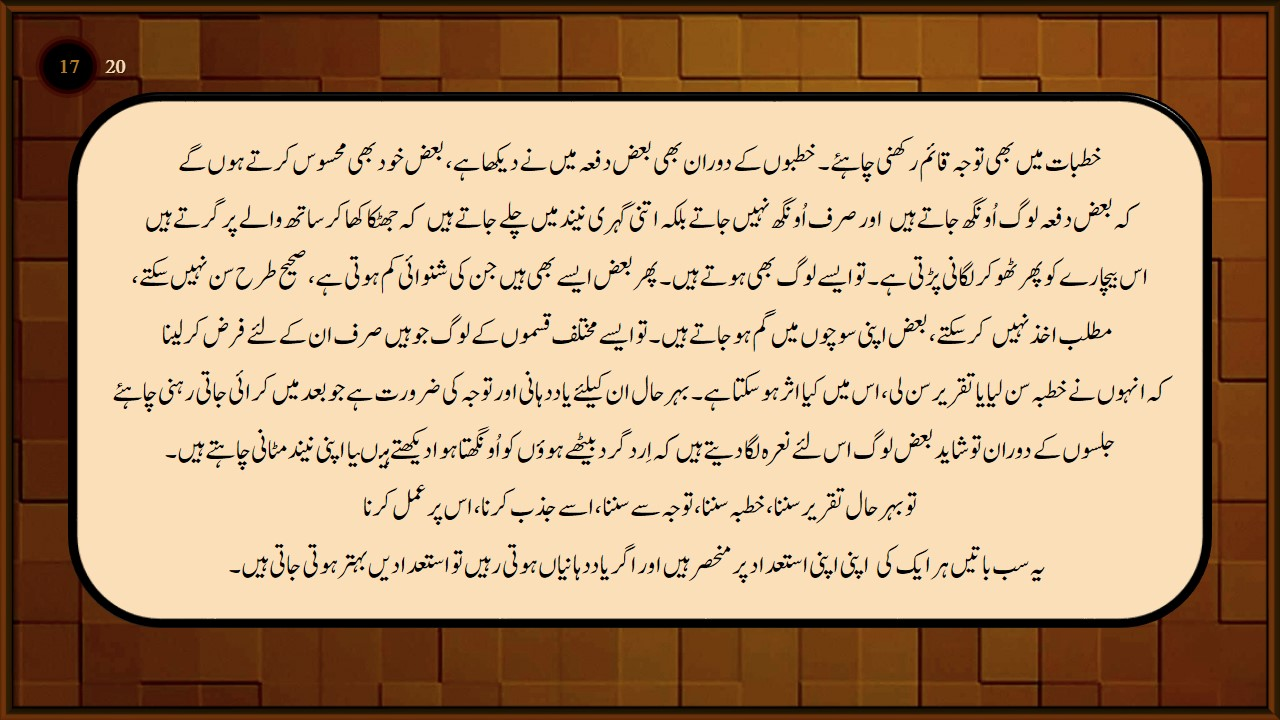 17 20
خطبات میں بھی توجہ قائم رکھنی چاہئے۔ خطبوں کے دوران بھی بعض دفعہ میں نے دیکھا ہے، بعض خود بھی محسوس کرتے ہوں گے
کہ بعض دفعہ لوگ اُونگھ جاتے ہیں اور صرف اُونگھ نہیں جاتے بلکہ اتنی گہری نیند میں چلے جاتے ہیں کہ جھٹکا کھا کر ساتھ والے پر گرتے ہیں
اس بیچارے کو پھر ٹھوکر لگانی پڑتی ہے۔ تو ایسے لوگ بھی ہوتے ہیں۔ پھر بعض ایسے بھی ہیں جن کی شنوائی کم ہوتی ہے، صحیح طرح سن نہیں سکتے،
مطلب اخذ نہیں کر سکتے، بعض اپنی سوچوں میں گم ہو جاتے ہیں۔ تو ایسے مختلف قسموں کے لوگ جو ہیں صرف ان کے لئے فرض کر لینا
کہ انہوں نے خطبہ سن لیا یا تقریر سن لی، اس میں کیا اثر ہو سکتا ہے۔ بہر حال ان کیلئے یاددہانی اور توجہ کی ضرورت ہے جو بعد میں کرائی جاتی رہنی چاہئے
جلسوں کے دوران تو شاید بعض لوگ اس لئے نعرہ لگا دیتے ہیں کہ اِرد گرد بیٹھے ہوؤں کو اُونگھتا ہوا دیکھتے ہیں یا اپنی نیند مٹانی چاہتے ہیں۔
تو بہر حال تقریر سننا، خطبہ سننا، توجہ سے سننا، اسے جذب کرنا، اس پر عمل کرنا
یہ سب باتیں ہر ایک کی اپنی اپنی استعداد پر منحصر ہیں اور اگر یاددہانیاں ہوتی رہیں تو استعدادیں بہتر ہوتی جاتی ہیں۔